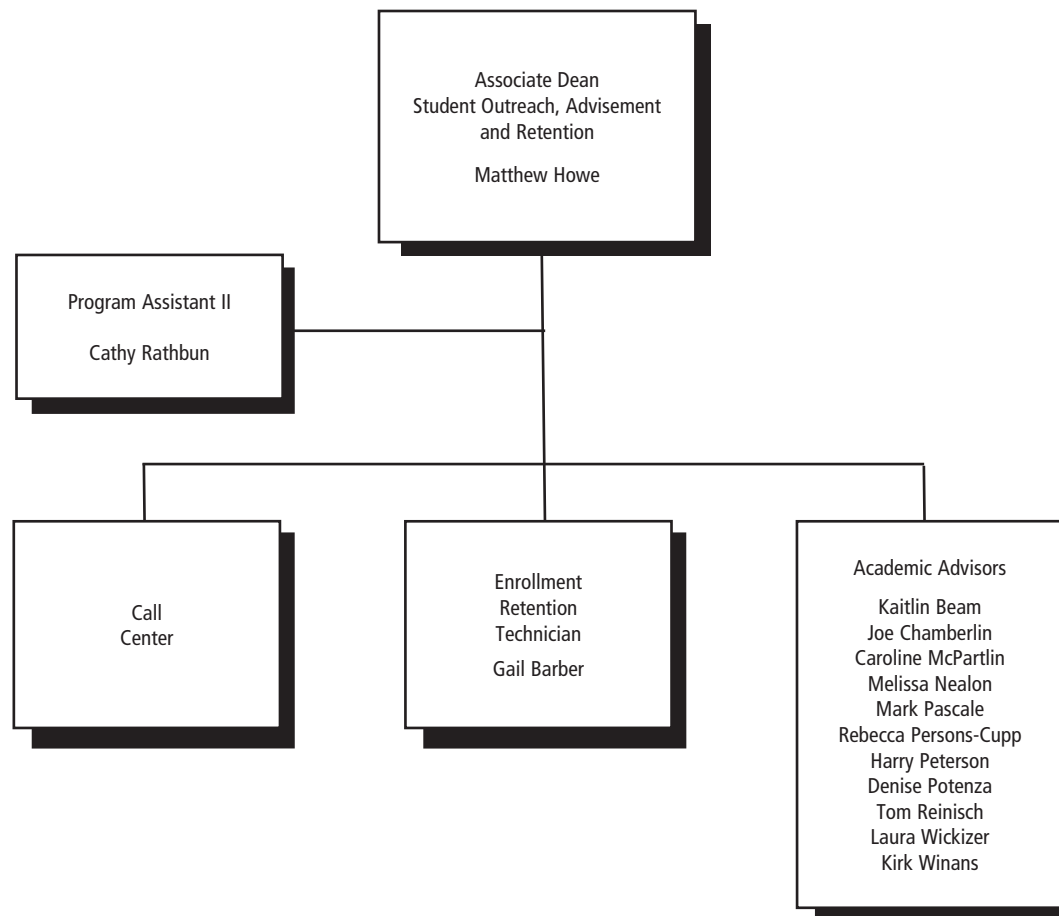 Associate Dean
Student Outreach, Advisement
and Retention
Matthew Howe
Program Assistant II
Cathy Rathbun
Call
Center
Enrollment
Retention
Technician
Gail Barber
Academic Advisors
Kaitlin Beam
Joe Chamberlin
Caroline McPartlin
Melissa Nealon
Mark Pascale
Rebecca Persons-Cupp
Harry Peterson
Denise Potenza
Tom Reinisch
Laura Wickizer
Kirk Winans